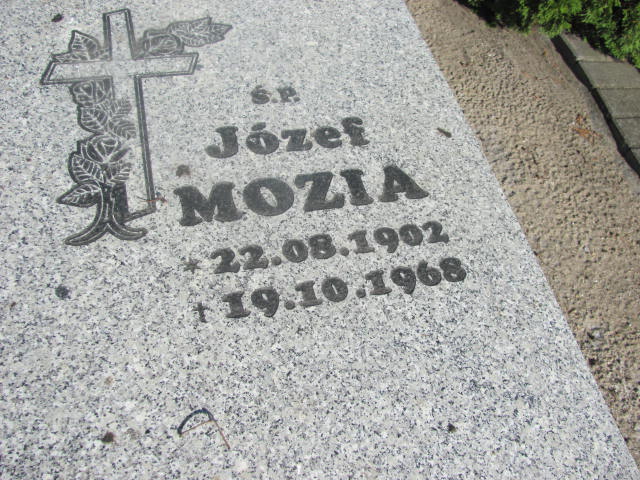 Ś.P.
Józef
MOZIA
* 22.08.1902
† 19.10.1968